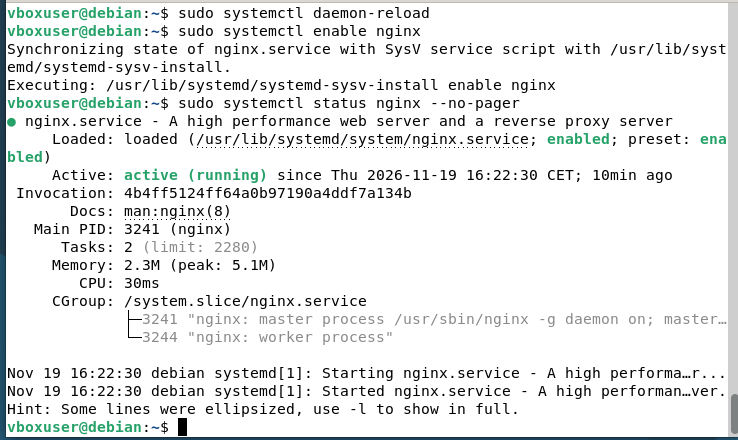 vboxuser@debian:~$ sudo systemctl daemon-reload
vboxuser@debian:~$ sudo systemctl enable nginx
Synchronizing state of nginx.service with SysV service script with /usr/lib/syst
emd/systemd-sysv-install.
Executing: /usr/lib/systemd/systemd-sysv-install enable nginx
vboxuser@debian:~$ sudo systemctl status nginx --no-pager
● nginx.service - A high performance web server and a reverse proxy server
     Loaded: loaded (/usr/lib/systemd/system/nginx.service; enabled; preset: ena
bled)
     Active: active (running) since Thu 2026-11-19 16:22:30 CET; 10min ago
 Invocation: 4b4ff5124ff64a0b97190a4ddf7a134b
       Docs: man:nginx(8)
   Main PID: 3241 (nginx)
      Tasks: 2 (limit: 2280)
     Memory: 2.3M (peak: 5.1M)
        CPU: 30ms
     CGroup: /system.slice/nginx.service
             ├─3241 "nginx: master process /usr/sbin/nginx -g daemon on; master…
             └─3244 "nginx: worker process"

Nov 19 16:22:30 debian systemd[1]: Starting nginx.service - A high performa…r...
Nov 19 16:22:30 debian systemd[1]: Started nginx.service - A high performan…ver.
Hint: Some lines were ellipsized, use -l to show in full.
vboxuser@debian:~$